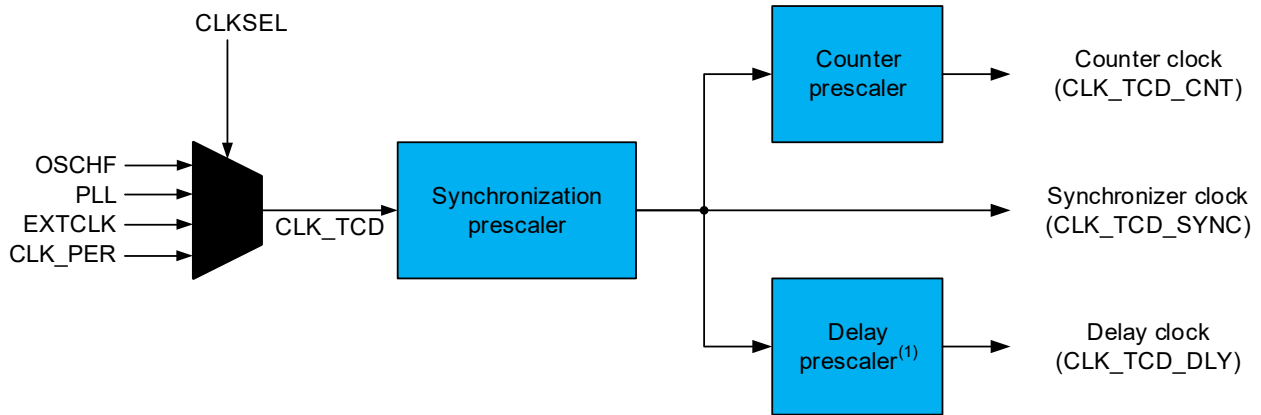 CLKSEL
OSCHF
PLL
EXTCLK
CLK_PER
CLK_TCD
Synchronization
prescaler
Counter
prescaler
Counter clock
(CLK_TCD_CNT)
Synchronizer clock
(CLK_TCD_SYNC)
Delay
prescaler(1)
Delay clock
(CLK_TCD_DLY)